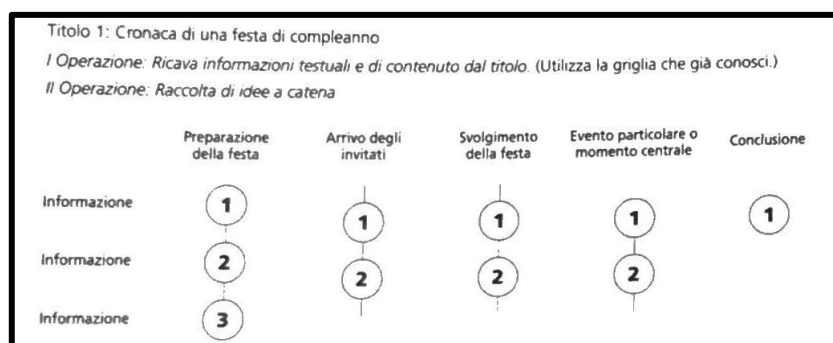 Titolo 1: Cronaca di una festa di compleanno
I Operazione: Ricava informazioni testuali e di contenuto dal titolo. (Utilizza la griglia che già conosci.)
II Operazione: Raccolta di idee a catena
Preparazione della festa
Arrivo degli invitati
Svolgimento della festa
Evento particolare o momento centrale
Conclusione
Informazione 1 1 1 1 1
Informazione 2 2 2 2
Informazione 3